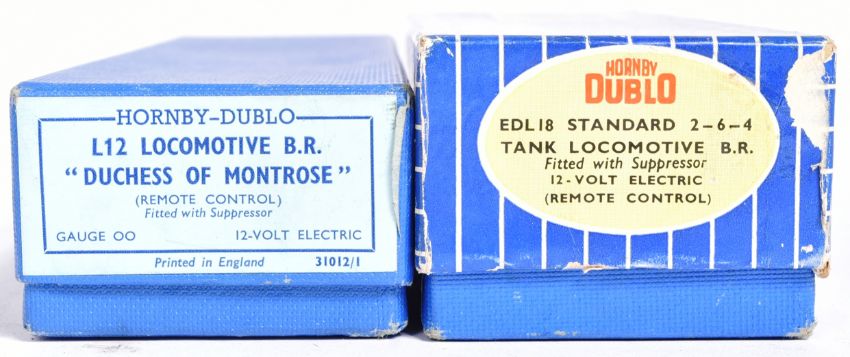 HORNBY-DUBLO
L12 LOCOMOTIVE B.R.
"DUCHESS OF MONTROSE"
(REMOTE CONTROL)
Fitted with Suppressor
GAUGE OO 12-VOLT ELECTRIC
Printed in England 31012/1
HORNBY
DUBLO
EDL18 STANDARD 2-6-4
TANK LOCOMOTIVE B.R.
Fitted with Suppressor
12-VOLT ELECTRIC
(REMOTE CONTROL)